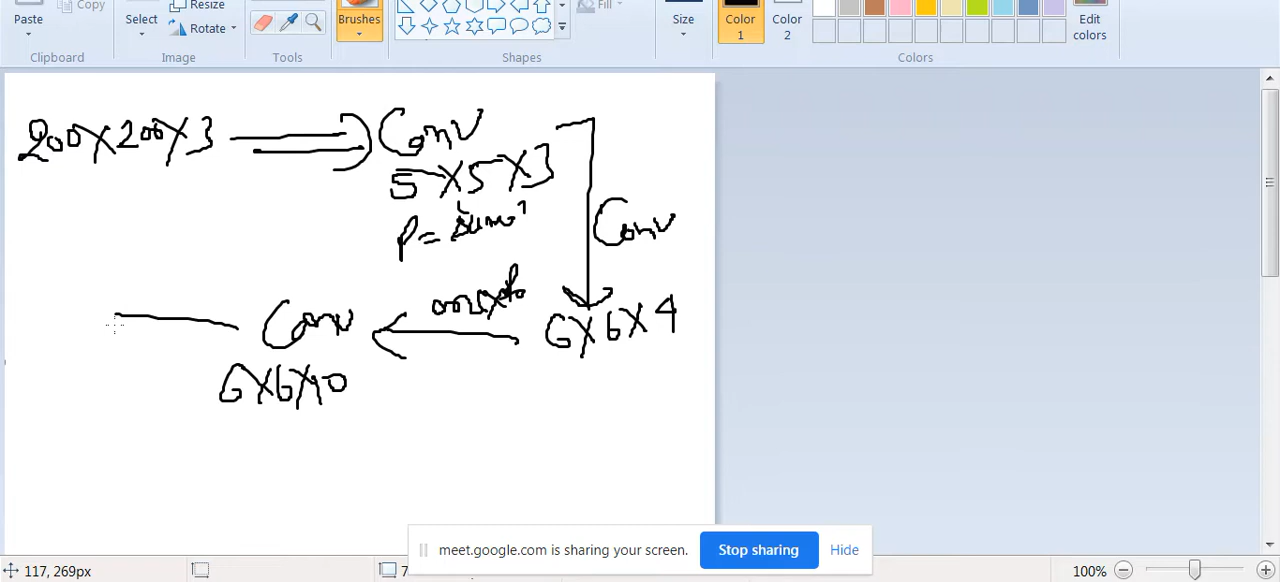 Paste
Copy
Select
Resize
Rotate
Brushes
Fill
Size
Color 1
Color 2
Edit colors
Clipboard
Image
Tools
Shapes
Colors
200X200X3
Conv
5X5X3
P=
Conv
Conv
6X6X4
6X6X10
meet.google.com is sharing your screen.
Stop sharing
Hide
117, 269px
100%